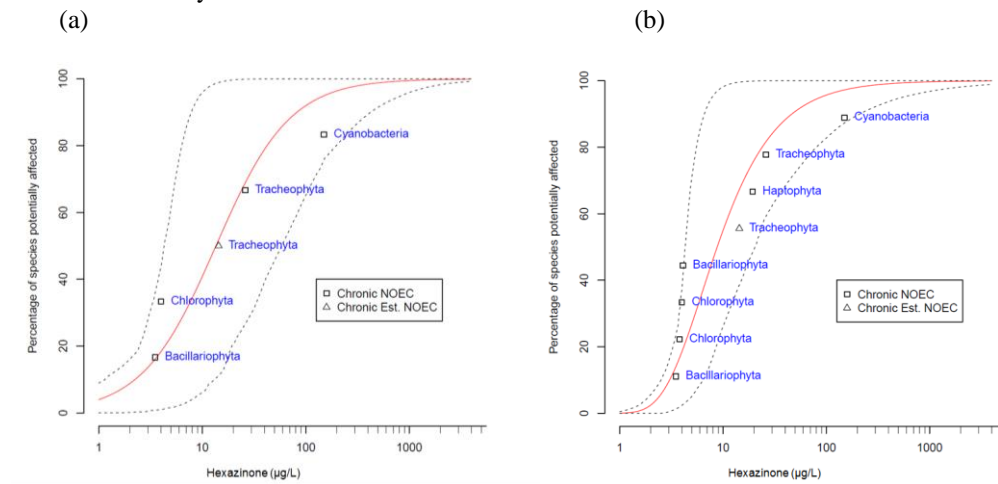 (a)
(b)
Percentage of species potentially affected
100
80
60
40
20
0
Cyanobacteria
Tracheophyta
Tracheophyta
Chlorophyta
Bacillariophyta
Chronic NOEC
Chronic Est. NOEC
1
10
100
1000
Hexazinone (µg/L)
Percentage of species potentially affected
100
80
60
40
20
0
Cyanobacteria
Tracheophyta
Haptophyta
Tracheophyta
Bacillariophyta
Chlorophyta
Chlorophyta
Bacillariophyta
Chronic NOEC
Chronic Est. NOEC
1
10
100
1000
Hexazinone (µg/L)